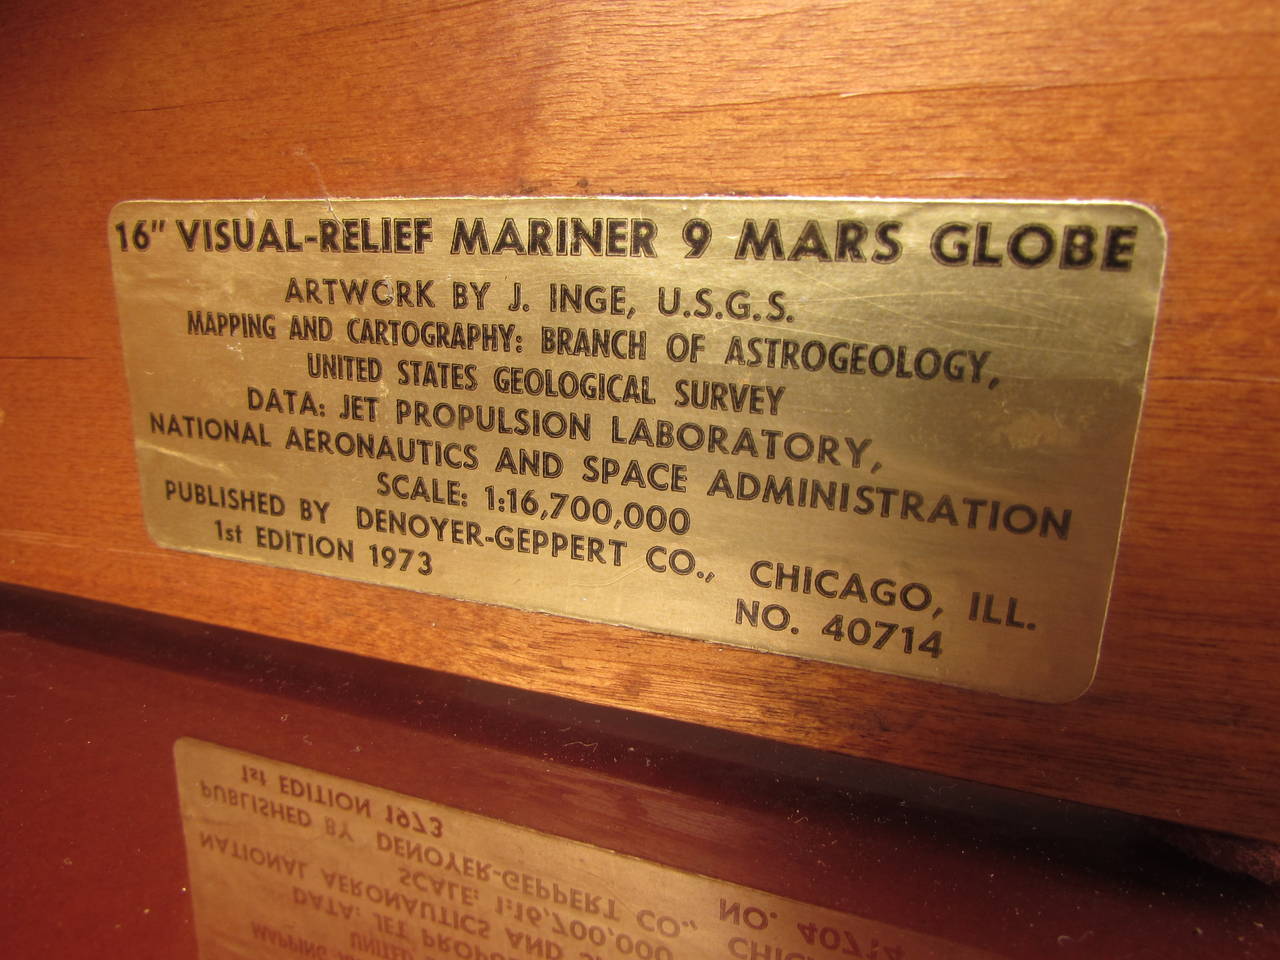 16" VISUAL-RELIEF MARINER 9 MARS GLOBE
ARTWORK BY J. INGE, U.S.G.S.
MAPPING AND CARTOGRAPHY: BRANCH OF ASTROGEOLOGY,
UNITED STATES GEOLOGICAL SURVEY
DATA: JET PROPULSION LABORATORY,
NATIONAL AERONAUTICS AND SPACE ADMINISTRATION
SCALE: 1:16,700,000
PUBLISHED BY DENOYER-GEPPERT CO., CHICAGO, ILL.
1st EDITION 1973 NO. 40714